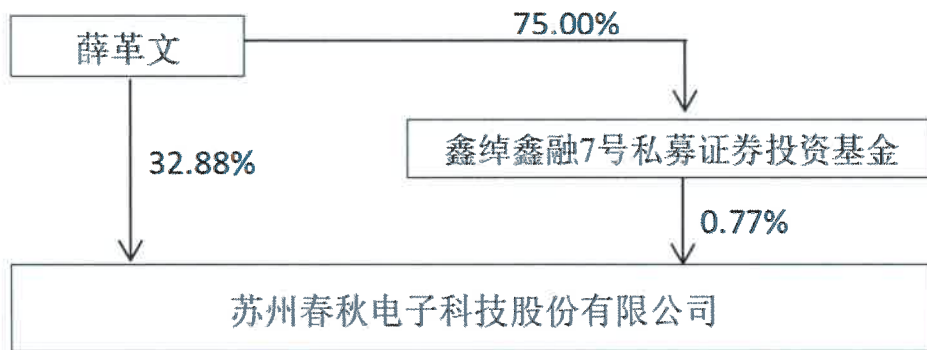 75.00%
薛革文
鑫绰鑫融7号私募证券投资基金
32.88%
0.77%
苏州春秋电子科技股份有限公司